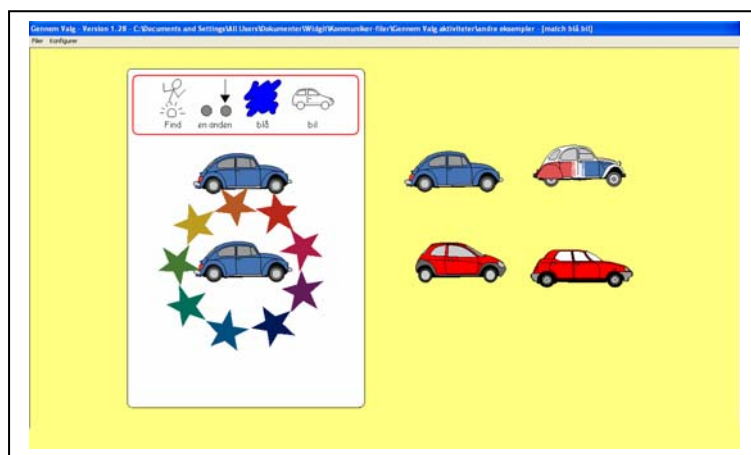 Gennem Valg - Version 1.28 - C:\Documents and Settings\All Users\Dokumenter\Widgit\Kommuniker-filer\Gennem Valg aktiviteter\andre eksempler - [match blå bil]
Filer Konfigurer
Find en anden blå bil